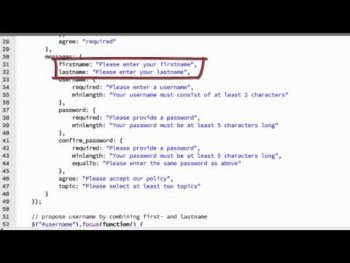 28
29 agree: "required"
30 },
messages: {
31 firstname: "Please enter your firstname",
32 lastname: "Please enter your lastname",
33 username: {
34 required: "Please enter a username",
35 minlength: "Your username must consist of at least 2 characters"
36 },
37 password: {
38 required: "Please provide a password",
39 minlength: "Your password must be at least 5 characters long"
40 },
41 confirm_password: {
42 required: "Please provide a password",
43 minlength: "Your password must be at least 5 characters long",
44 equalTo: "Please enter the same password as above"
45 },
46 agree: "Please accept our policy",
47 topic: "Please select at least two topics"
48 }
49 });
50
51 // propose username by combining first- and lastname
52 $("#username").focus(function() {